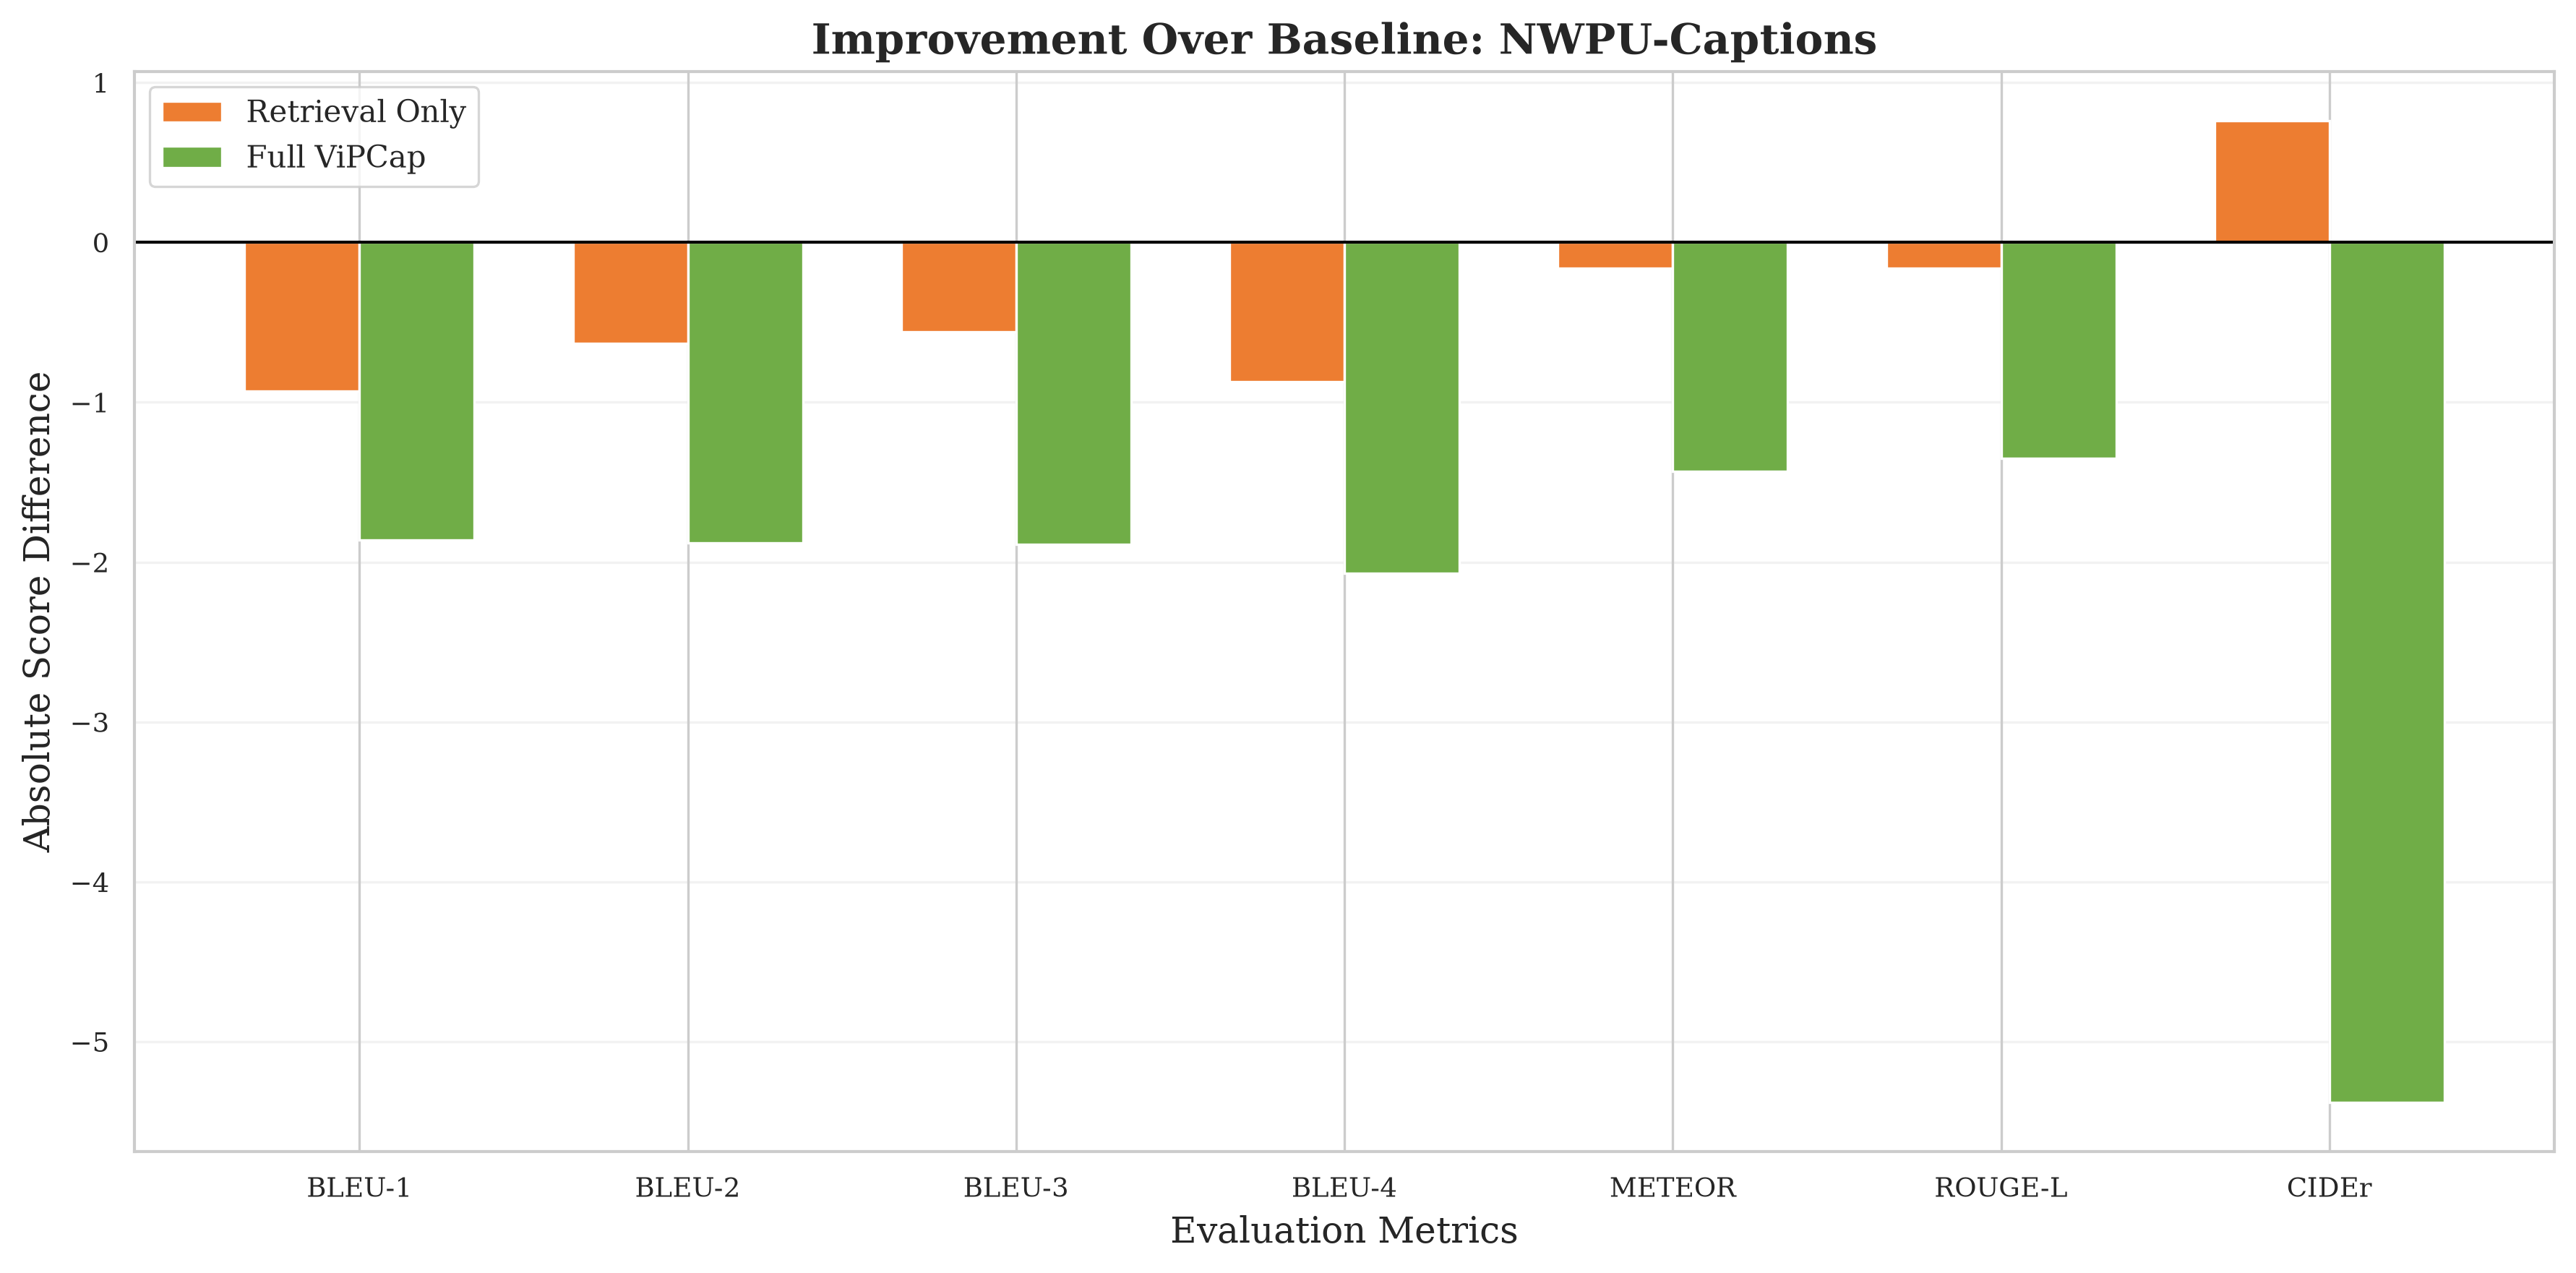 Improvement Over Baseline: NWPU-Captions
Retrieval Only
Full ViPCap
Absolute Score Difference
1
0
−1
−2
−3
−4
−5
BLEU-1
BLEU-2
BLEU-3
BLEU-4
METEOR
ROUGE-L
CIDEr
Evaluation Metrics